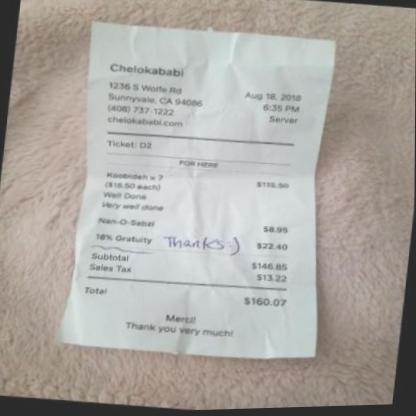 Chelokababi
1236 S Wolfe Rd
Sunnyvale, CA 94086
(408) 737-1222
chelokababi.com
Aug 18, 2018
6:35 PM
Server
Ticket: D2
FOR HERE
Koobideh x 7 $115.50
($16.50 each)
Well Done
Very well done
Nan-O-Sabzi $8.95
18% Gratuity Thanks :) $22.40
Subtotal $146.85
Sales Tax $13.22
Total $160.07
Merci!
Thank you very much!